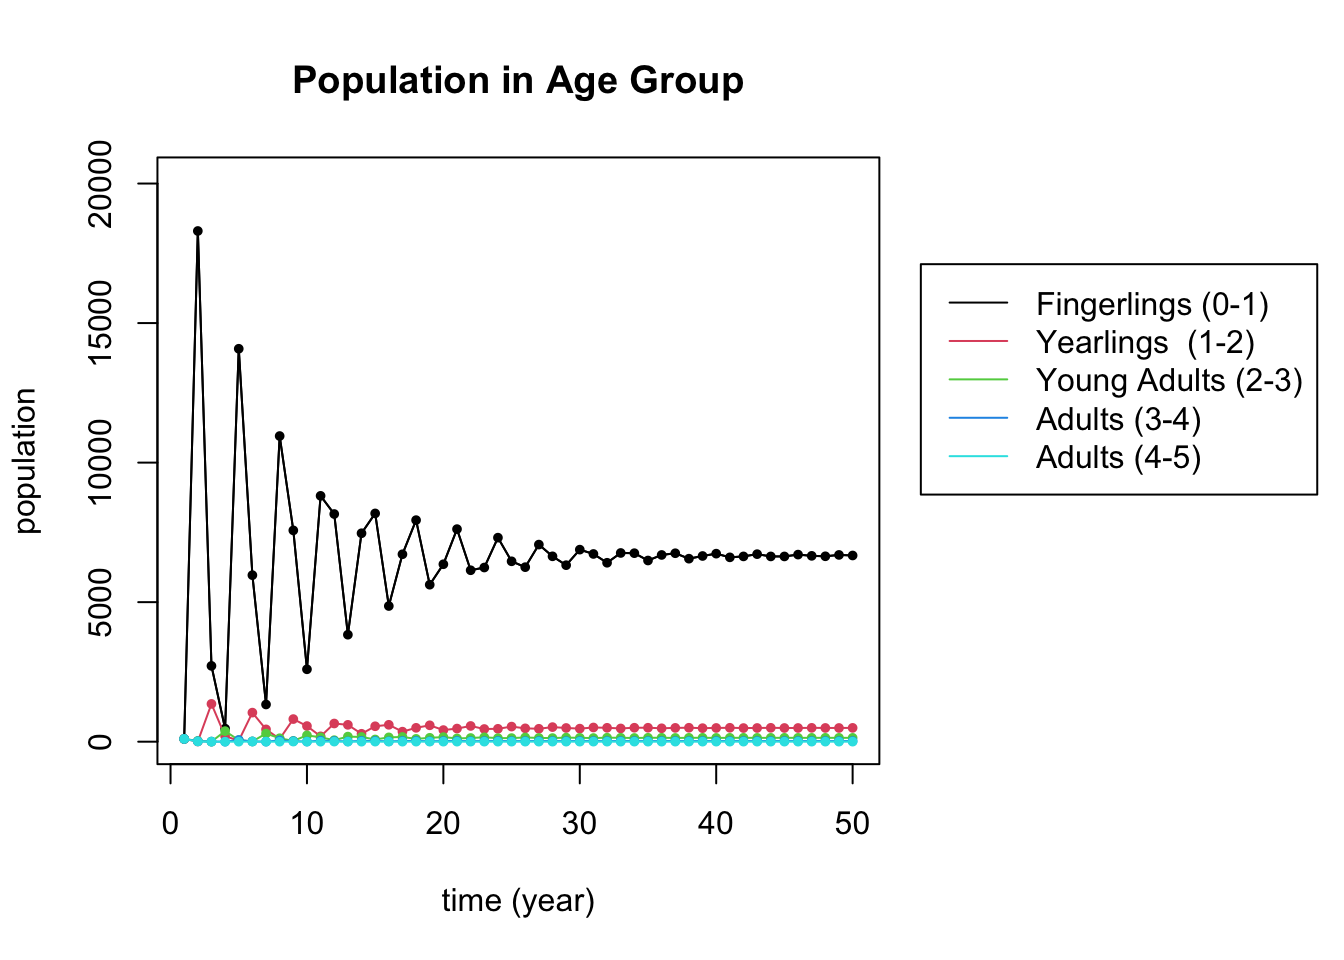 Population in Age Group
population
20000
15000
10000
5000
0
0 10 20 30 40 50
time (year)
Fingerlings (0-1)
Yearlings  (1-2)
Young Adults (2-3)
Adults (3-4)
Adults (4-5)